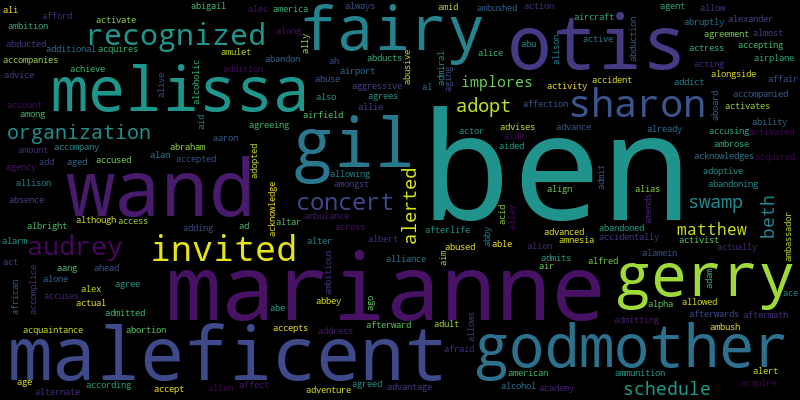 ali afford abigail alec america always amid ambushed action aircraft agent allow
ambition activate along abruptly alexander
recognized fairy otis
additional acquires ally abandon alice abu alison active abduction agreement almost accepting
accompanies abducts admiral actress airplane
melissa alcoholic amulet ah abusive aging acting alongside affair
advice achieve alive abuse airport implores activity accident addict accompanied
account also aggressive al adopt affection sharon aboard activates
among addition agrees ability
organization aid aaron airfield allie actor advises advance already accusing activated
amount accompany agreeing abraham gil ben aide ambrose
agency add aged accused alan accepted adopted allowing aided acknowledges acquired
allison amongst align admit alias adoptive
absence wand concert alerted acid abandoning
albright although access acknowledge altar afterlife alley amends swamp beth
adding ad ambulance abby advanced abandoned matthew ambassador
alarm audrey invited alter across albert abused able amnesia accidentally activist
act aang ahead abbey alliance aim alien admits actually
african alone accomplice alex abe ambitious ago air alfred alamein adam
accuses actual agree marianne gerry ace
admitted adult alpha allowed
acquaintance abortion accepts address afterward allows admitting afterwards aftermath
maleficent afraid godmother ambush
age according allen affect agreed american ammunition alert
alternate accept adventure advantage alcohol academy schedule acquire